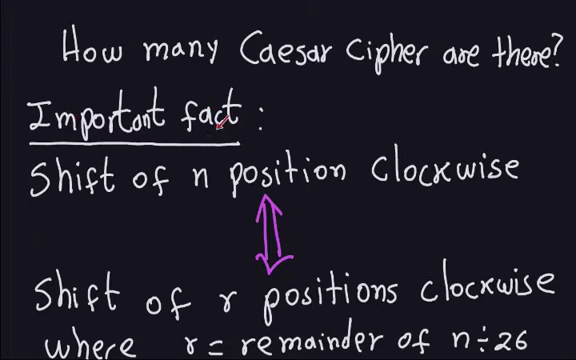 How many Caesar Cipher are there?
Important fact :
Shift of n position clockwise
Shift of r positions clockwise
where r = remainder of n ÷ 26